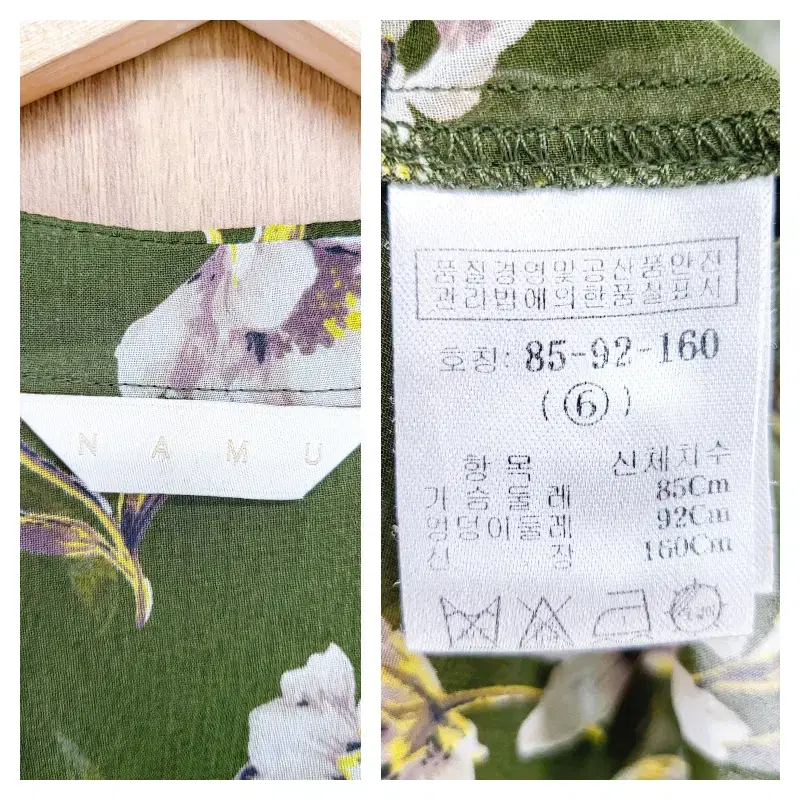 N A M U
품질경영및공산품안전
관리법에의한품질표시
호칭: 85-92-160
(⑥)
항 목 신체치수
가슴둘레 85Cm
엉덩이둘레 92Cm
신 장 160Cm